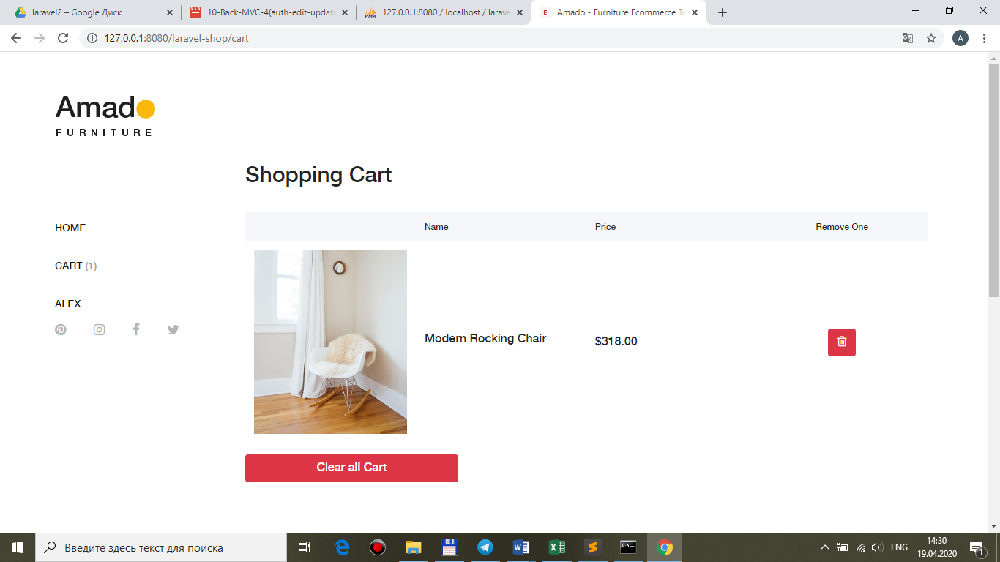 laravel2 – Google Диск
10-Back-MVC-4(auth-edit-updat
127.0.0.1:8080 / localhost / larave
Amado - Furniture Ecommerce Te
127.0.0.1:8080/laravel-shop/cart
A
Amado
FURNITURE
Shopping Cart
Name Price Remove One
HOME
CART (1)
ALEX
Modern Rocking Chair $318.00
Clear all Cart
Введите здесь текст для поиска
ENG
14:30
19.04.2020
1